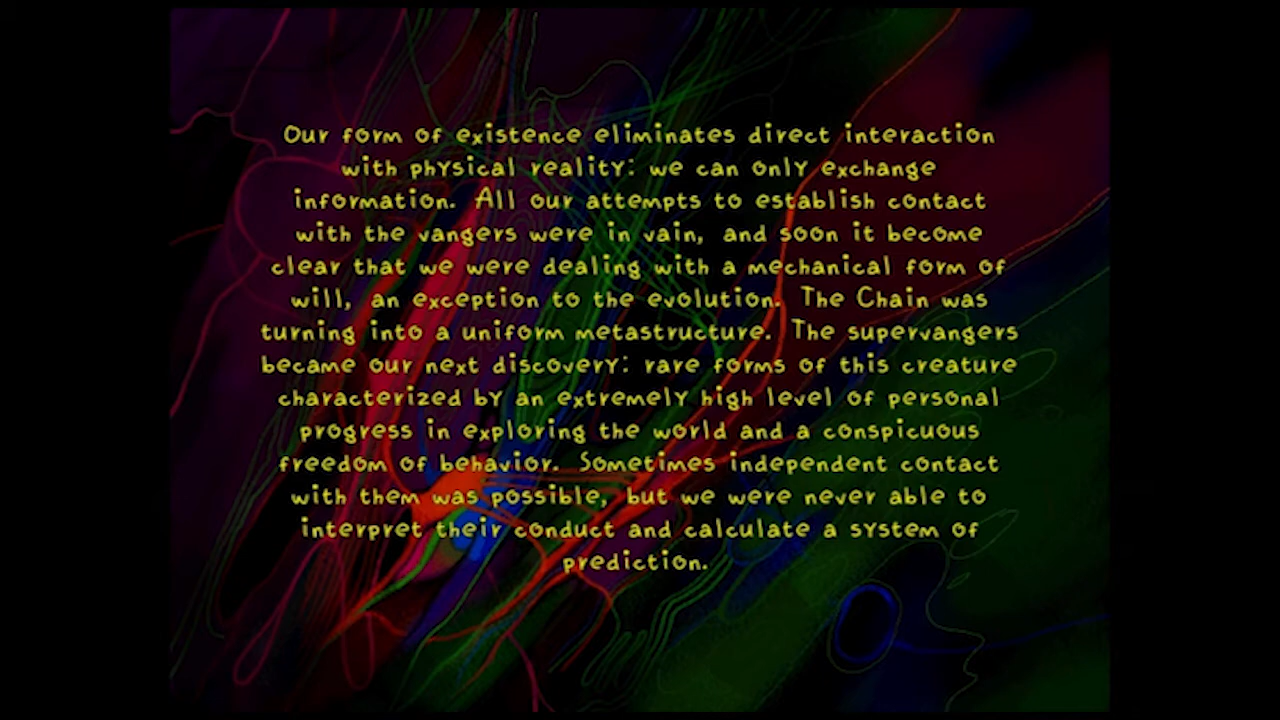 Our form of existence eliminates direct interaction
with physical reality: we can only exchange
information. All our attempts to establish contact
with the vangers were in vain, and soon it become
clear that we were dealing with a mechanical form of
will, an exception to the evolution. The Chain was
turning into a uniform metastructure. The supervangers
became our next discovery: rare forms of this creature
characterized by an extremely high level of personal
progress in exploring the world and a conspicuous
freedom of behavior. Sometimes independent contact
with them was possible, but we were never able to
interpret their conduct and calculate a system of
prediction.